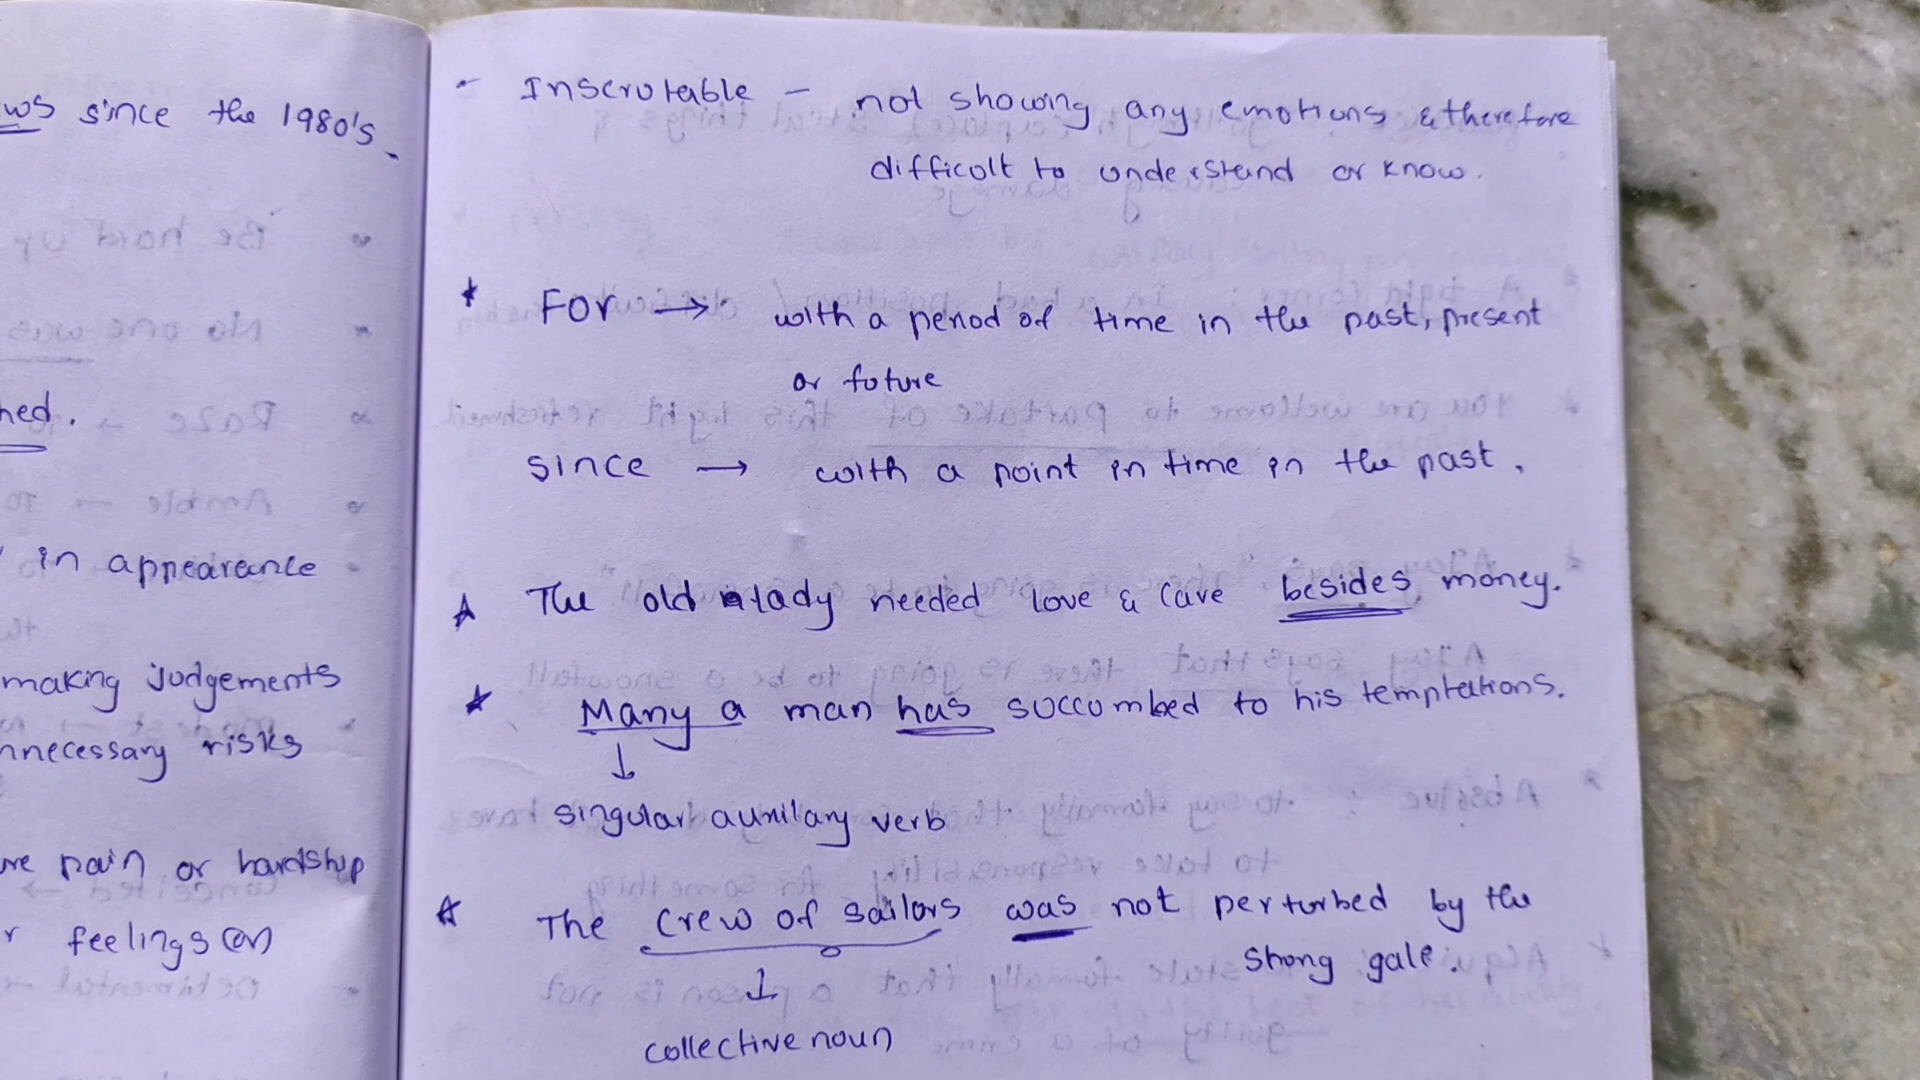 ws since the 1980's.
ned.
in appearance
making judgements
nnecessary risks
pain or hardship
feelings (or)
- Inscrutable - not showing any emotions & therefore
difficult to understand or know.
* For → with a period of time in the past, present
or future
since → with a point in time in the past.
* The old lady needed love & care besides money.
* Many a man has succumbed to his temptations.
↓
singular auxilary verb
* The crew of sailors was not perturbed by the
strong gale.
↓
collective noun